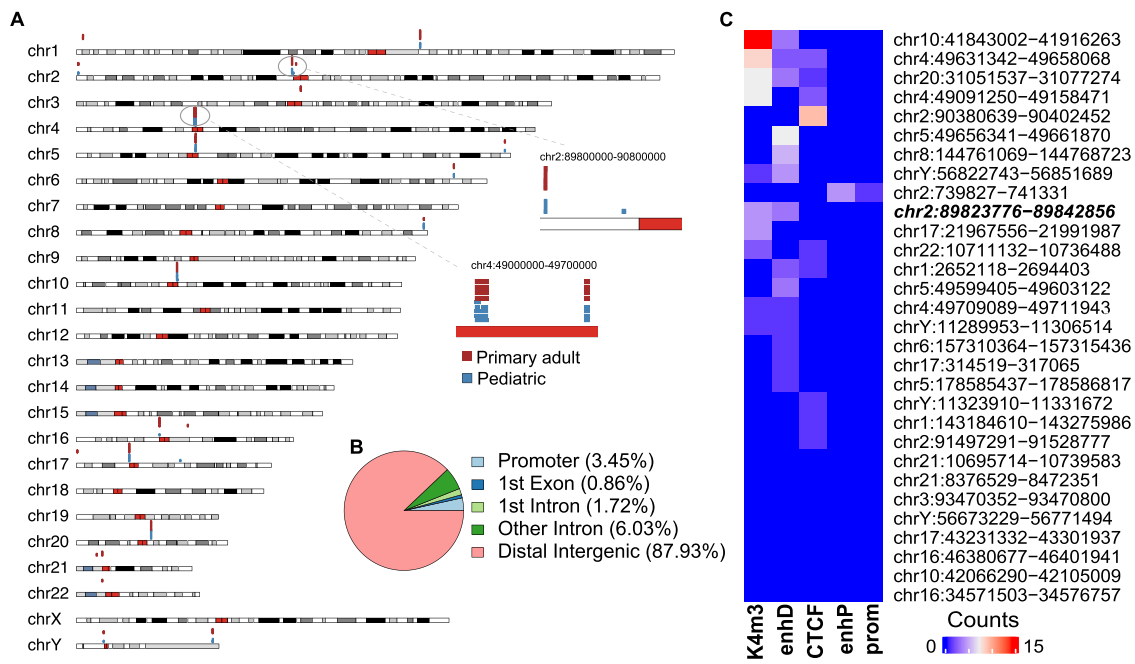 A
chr1
chr2
chr3
chr4
chr5
chr6
chr7
chr8
chr9
chr10
chr11
chr12
chr13
chr14
chr15
chr16
chr17
chr18
chr19
chr20
chr21
chr22
chrX
chrY
chr2:89800000-90800000
chr4:49000000-49700000
Primary adult
Pediatric
B
Promoter (3.45%)
1st Exon (0.86%)
1st Intron (1.72%)
Other Intron (6.03%)
Distal Intergenic (87.93%)
C
chr10:41843002−41916263
chr4:49631342−49658068
chr20:31051537−31077274
chr4:49091250−49158471
chr2:90380639−90402452
chr5:49656341−49661870
chr8:144761069−144768723
chrY:56822743−56851689
chr2:739827−741331
chr2:89823776−89842856
chr17:21967556−21991987
chr22:10711132−10736488
chr1:2652118−2694403
chr5:49599405−49603122
chr4:49709089−49711943
chrY:11289953−11306514
chr6:157310364−157315436
chr17:314519−317065
chr5:178585437−178586817
chrY:11323910−11331672
chr1:143184610−143275986
chr2:91497291−91528777
chr21:10695714−10739583
chr21:8376529−8472351
chr3:93470352−93470800
chrY:56673229−56771494
chr17:43231332−43301937
chr16:46380677−46401941
chr10:42066290−42105009
chr16:34571503−34576757
K4m3
enhD
CTCF
enhP
prom
Counts
0
15